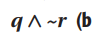 q ∧ ~r (b